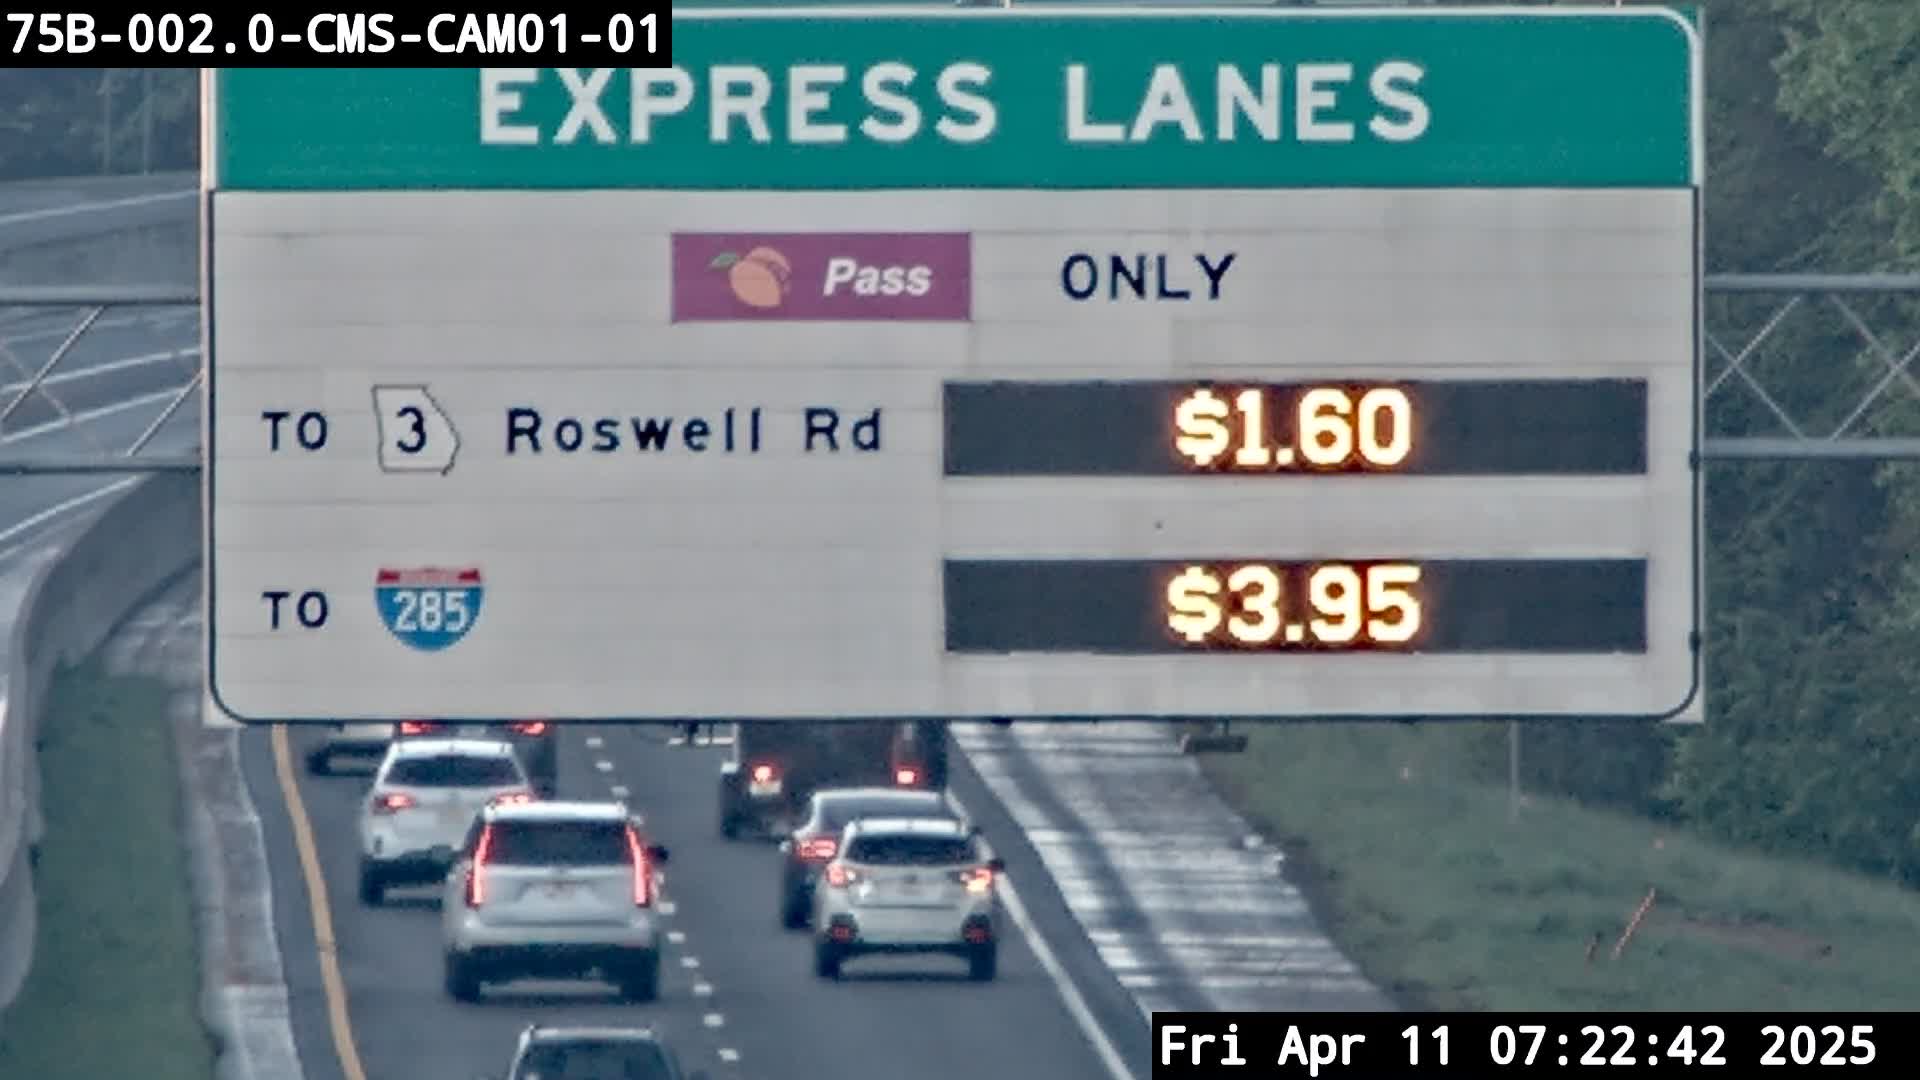 75B-002.0-CMS-CAM01-01
EXPRESS LANES
Pass ONLY
TO 3 Roswell Rd $1.60
TO 285 $3.95
Fri Apr 11 07:22:42 2025